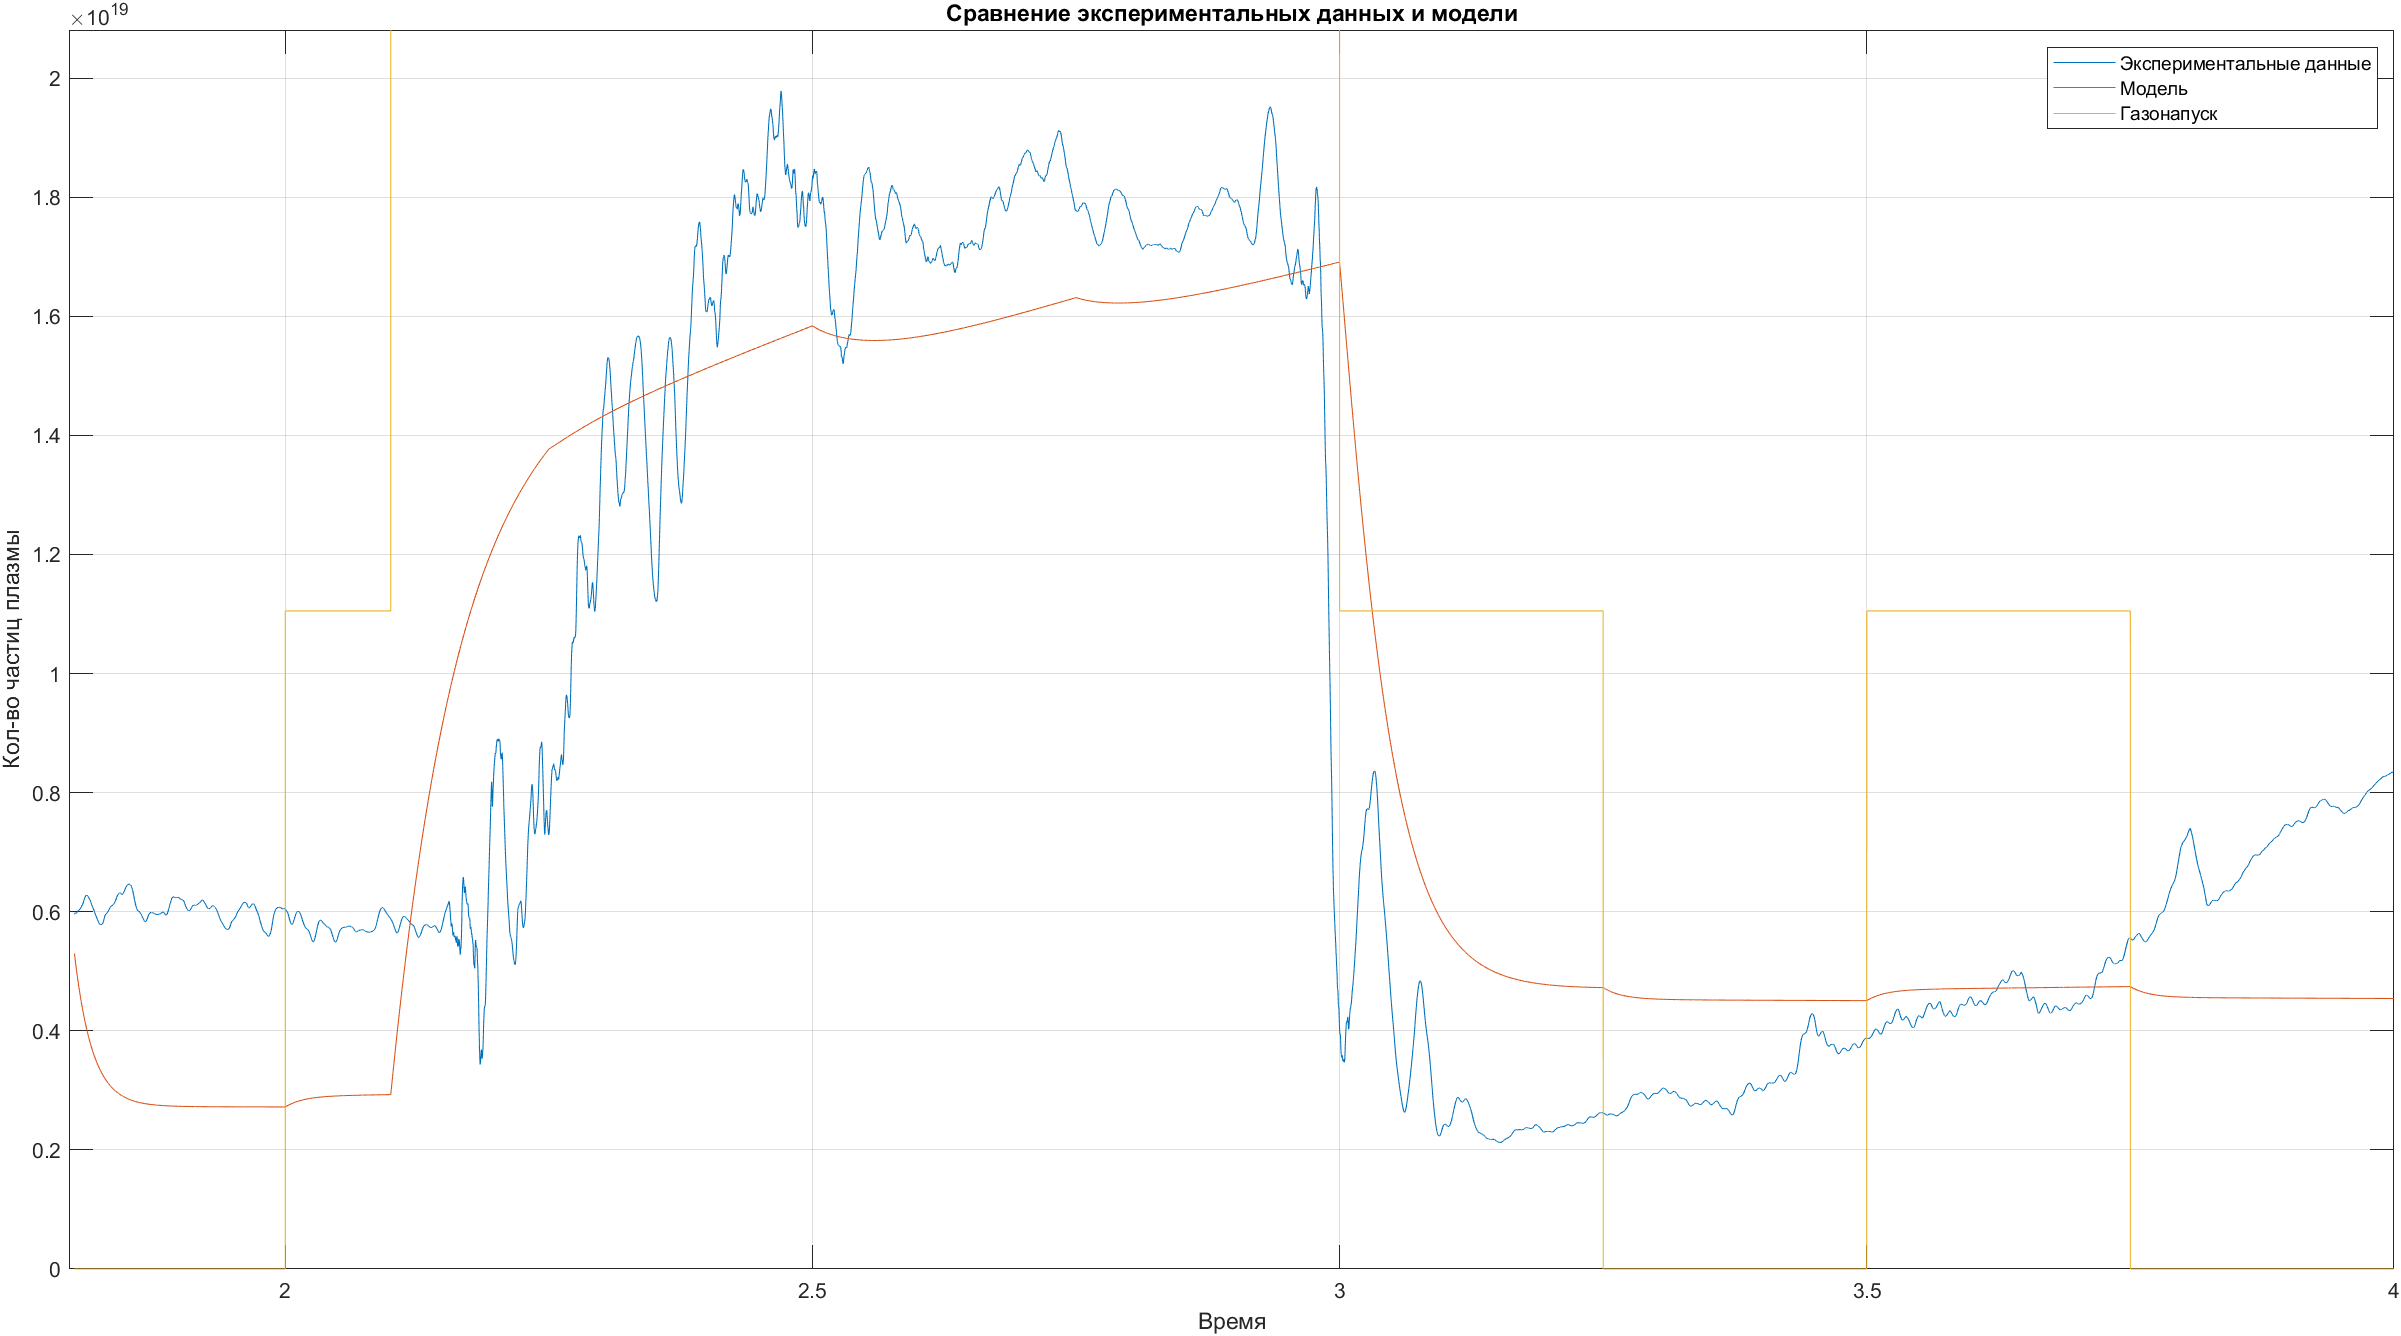 Сравнение экспериментальных данных и модели
×10^19
Экспериментальные данные
Модель
Газонапуск
2
1.8
1.6
1.4
1.2
1
0.8
0.6
0.4
0.2
0
Кол-во частиц плазмы
2
2.5
3
3.5
4
Время